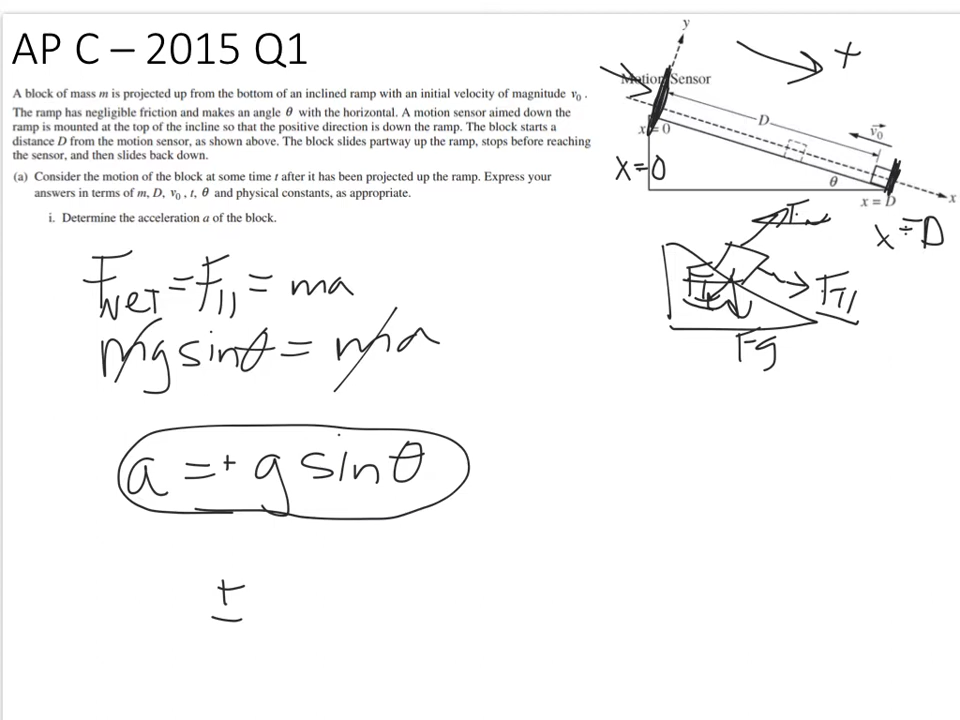 AP C – 2015 Q1
A block of mass m is projected up from the bottom of an inclined ramp with an initial velocity of magnitude v₀ .
The ramp has negligible friction and makes an angle θ with the horizontal. A motion sensor aimed down the
ramp is mounted at the top of the incline so that the positive direction is down the ramp. The block starts a
distance D from the motion sensor, as shown above. The block slides partway up the ramp, stops before reaching
the sensor, and then slides back down.
(a) Consider the motion of the block at some time t after it has been projected up the ramp. Express your
answers in terms of m, D, v₀ , t, θ and physical constants, as appropriate.
i. Determine the acceleration a of the block.
y
+
Motion Sensor
D
v₀
x = 0
x=0
θ
x
x = D
x=D
F∥
Fg
FNET = F∥ = ma
mg sinθ = ma
a = + g sinθ
±